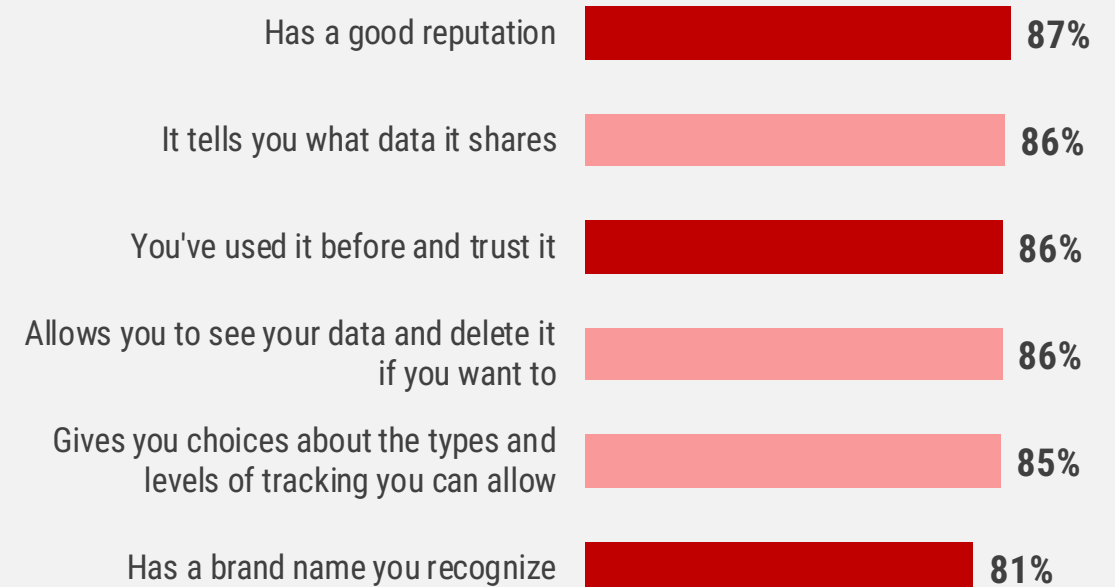 Has a good reputation 87%
It tells you what data it shares 86%
You've used it before and trust it 86%
Allows you to see your data and delete it
if you want to 86%
Gives you choices about the types and
levels of tracking you can allow 85%
Has a brand name you recognize 81%